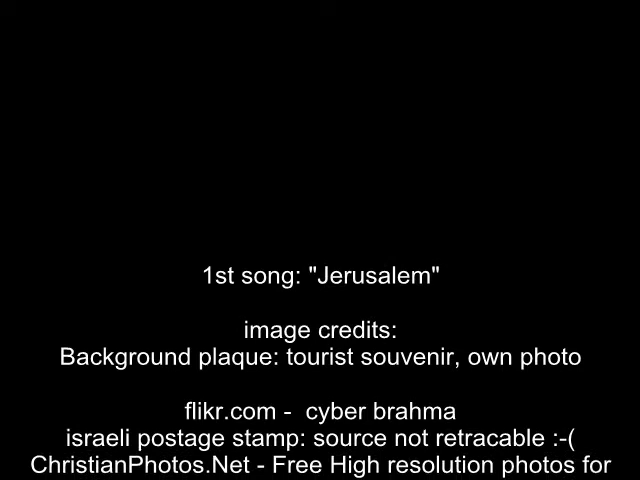 1st song: "Jerusalem"
image credits:
Background plaque: tourist souvenir, own photo
flikr.com -  cyber brahma
israeli postage stamp: source not retracable :-(
ChristianPhotos.Net - Free High resolution photos for